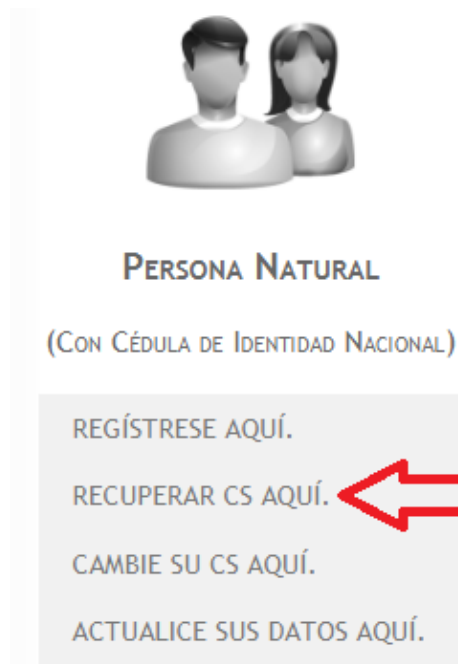 PERSONA NATURAL
(CON CÉDULA DE IDENTIDAD NACIONAL)
REGÍSTRESE AQUÍ.
RECUPERAR CS AQUÍ.
CAMBIE SU CS AQUÍ.
ACTUALICE SUS DATOS AQUÍ.